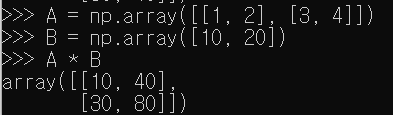 >>> A = np.array([[1, 2], [3, 4]])
>>> B = np.array([10, 20])
>>> A * B
array([[10, 40],
       [30, 80]])